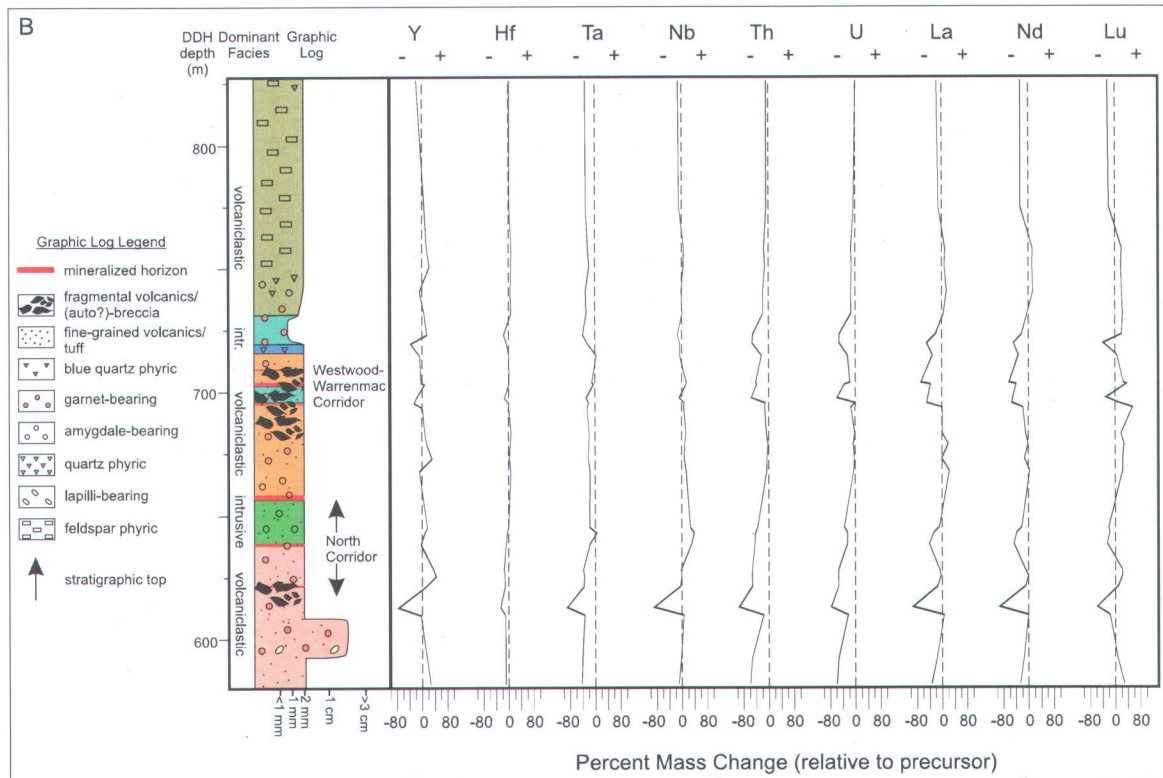 B
DDH depth (m)
Dominant Facies
Graphic Log
Y
Hf
Ta
Nb
Th
U
La
Nd
Lu
- +
- +
- +
- +
- +
- +
- +
- +
- +
800
700
600
volcaniclastic
intr.
volcaniclastic
intrusive
volcaniclastic
Westwood-
Warrenmac
Corridor
North
Corridor
Graphic Log Legend
mineralized horizon
fragmental volcanics/
(auto?)-breccia
fine-grained volcanics/
tuff
blue quartz phyric
garnet-bearing
amygdale-bearing
quartz phyric
lapilli-bearing
feldspar phyric
stratigraphic top
<1 mm
1 mm
2 mm
1 cm
>3 cm
-80 0 80
-80 0 80
-80 0 80
-80 0 80
-80 0 80
-80 0 80
-80 0 80
-80 0 80
-80 0 80
Percent Mass Change (relative to precursor)